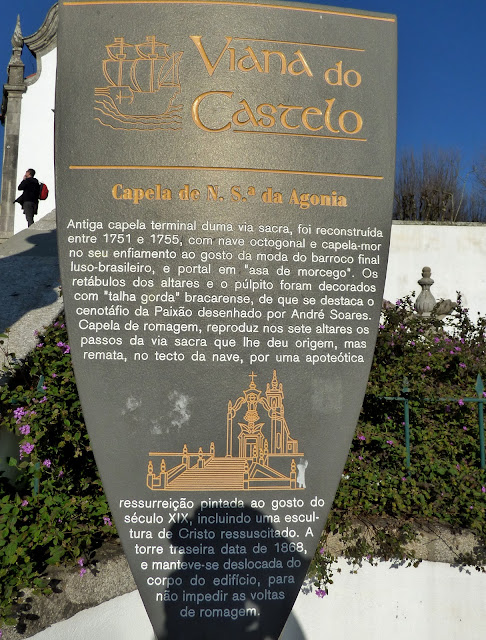 Viana do
Castelo
Capela de N. S.ª da Agonia
Antiga capela terminal duma via sacra, foi reconstruída
entre 1751 e 1755, com nave octogonal e capela-mor
no seu enfiamento ao gosto da moda do barroco final
luso-brasileiro, e portal em "asa de morcego". Os
retábulos dos altares e o púlpito foram decorados
com "talha gorda" bracarense, de que se destaca o
cenotáfio da Paixão desenhado por André Soares.
Capela de romagem, reproduz nos sete altares os
passos da via sacra que lhe deu origem, mas
remata, no tecto da nave, por uma apoteótica
ressurreição pintada ao gosto do
século XIX, incluindo uma escul-
tura de Cristo ressuscitado. A
torre traseira data de 1868,
e manteve-se deslocada do
corpo do edifício, para
não impedir as voltas
de romagem.